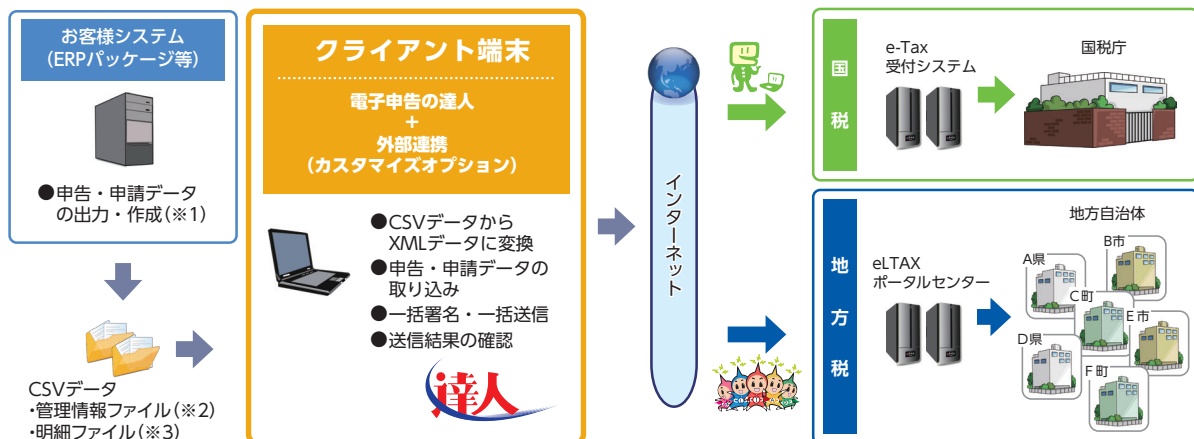 お客様システム
(ERPパッケージ等)
●申告・申請データ
の出力・作成(※1)
CSVデータ
・管理情報ファイル(※2)
・明細ファイル(※3)
クライアント端末
電子申告の達人
+
外部連携
(カスタマイズオプション)
●CSVデータから
XMLデータに変換
●申告・申請データの
取り込み
●一括署名・一括送信
●送信結果の確認
達人
インターネット
国税
e-Tax
受付システム
国税庁
地方税
eLTAX
ポータルセンター
地方自治体
A県
B市
C町
D県
E市
F町